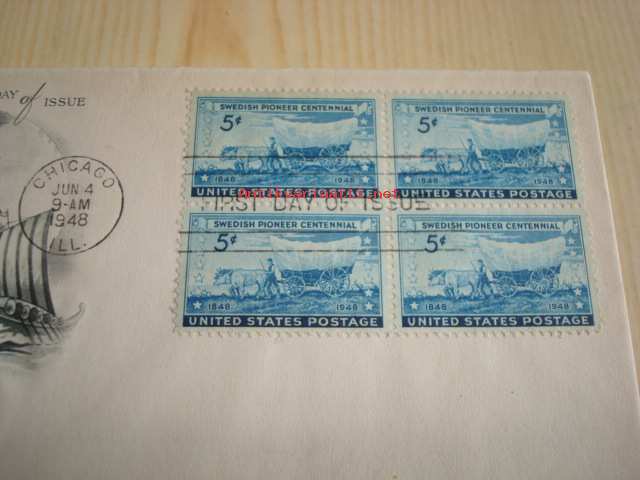 DAY of ISSUE
CHICAGO
JUN 4
9-AM
1948
ILL.
SWEDISH PIONEER CENTENNIAL
5¢
1848 1948
UNITED STATES POSTAGE
SWEDISH PIONEER CENTENNIAL
5¢
1848 1948
UNITED STATES POSTAGE
FIRST DAY OF ISSUE
5¢
SWEDISH PIONEER CENTENNIAL
1848 1948
UNITED STATES POSTAGE
5¢
SWEDISH PIONEER CENTENNIAL
1848 1948
UNITED STATES POSTAGE